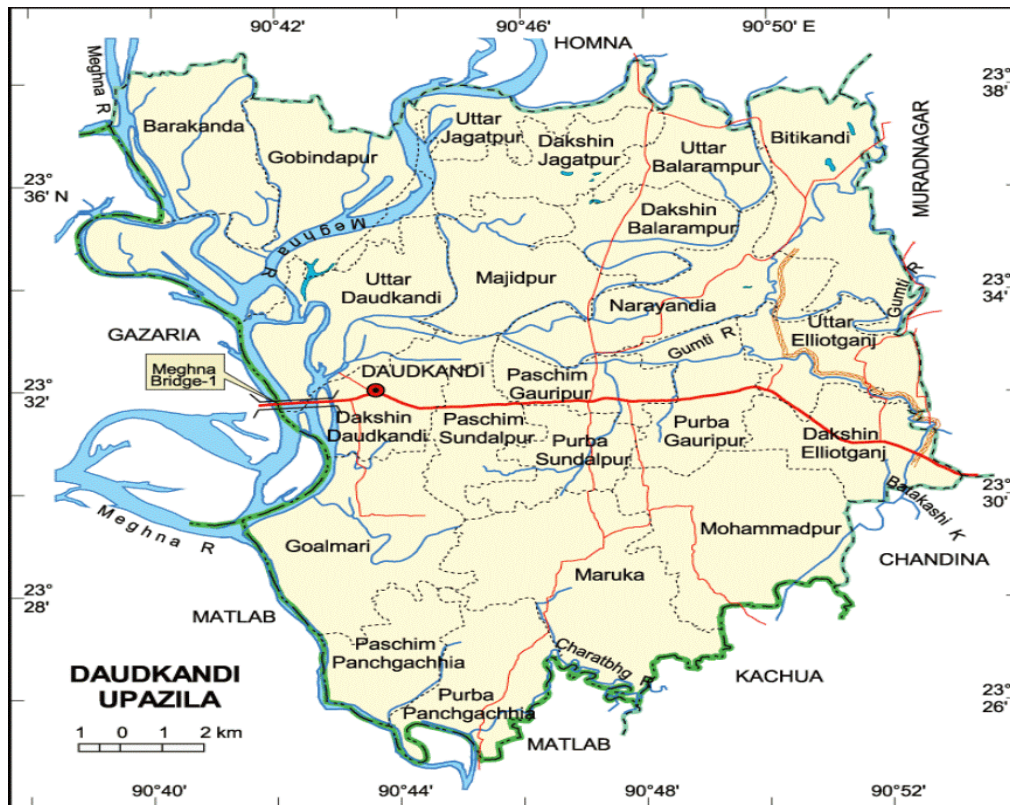 90°42'
90°46'
90°50' E
HOMNA
Meghna R
23°
38'
Barakanda
Uttar
Jagatpur
Dakshin
Jagatpur
Bitikandi
Gobindapur
Uttar
Balarampur
MURADNAGAR
23°
36' N
Dakshin
Balarampur
Meghna R
Uttar
Daudkandi
Majidpur
Narayandia
Gumti R
23°
34'
GAZARIA
Gumti R
Uttar
Elliotganj
Meghna
Bridge-1
DAUDKANDI
Paschim
Gauripur
23°
32'
Dakshin
Daudkandi
Paschim
Sundalpur
Purba
Sundalpur
Purba
Gauripur
Dakshin
Elliotganj
23°
30'
Batakashi K
Meghna R
Goalmari
Mohammadpur
CHANDINA
Maruka
23°
28'
MATLAB
Paschim
Panchgachhia
Charatbhg R
KACHUA
DAUDKANDI
UPAZILA
Purba
Panchgachhia
23°
26'
1 0 1 2 km
MATLAB
90°40'
90°44'
90°48'
90°52'